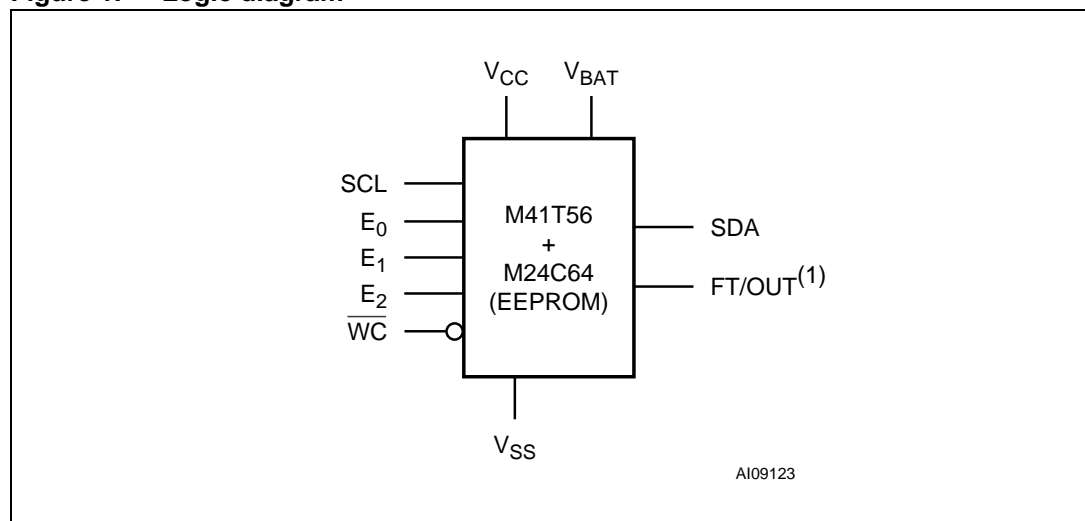 Figure 1. Logic diagram
VCC VBAT
SCL
E0
E1
E2
WC
M41T56
+
M24C64
(EEPROM)
SDA
FT/OUT(1)
VSS
AI09123